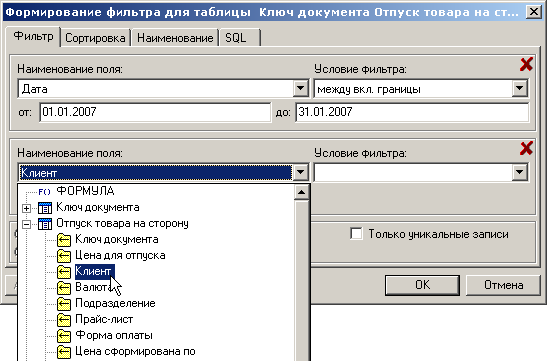 Формирование фильтра для таблицы Ключ документа Отпуск товара на ст...
Фильтр Сортировка Наименование SQL
Наименование поля: Условие фильтра:
Дата между вкл. границы
от: 01.01.2007 до: 31.01.2007
Наименование поля: Условие фильтра:
Клиент
F() ФОРМУЛА
Ключ документа
Отпуск товара на сторону
Ключ документа
Только уникальные записи
Цена для отпуска
Клиент
Валюта
OK Отмена
Подразделение
Прайс-лист
Форма оплаты
Цена сформирована по